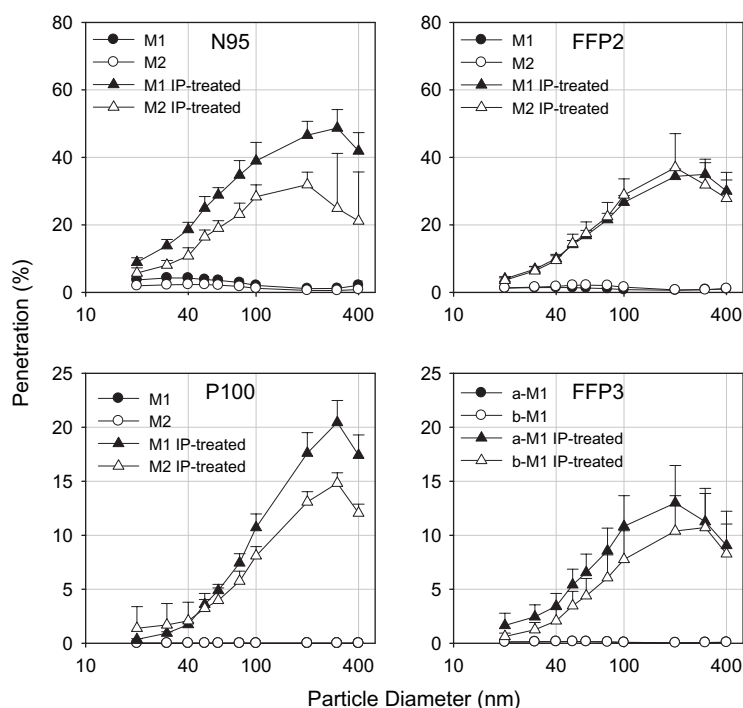 80
60
40
20
0
10
40
100
400
N95
M1
M2
M1 IP-treated
M2 IP-treated
80
60
40
20
0
10
40
100
400
FFP2
M1
M2
M1 IP-treated
M2 IP-treated
Penetration (%)
25
20
15
10
5
0
10
40
100
400
P100
M1
M2
M1 IP-treated
M2 IP-treated
25
20
15
10
5
0
10
40
100
400
FFP3
a-M1
b-M1
a-M1 IP-treated
b-M1 IP-treated
Particle Diameter (nm)